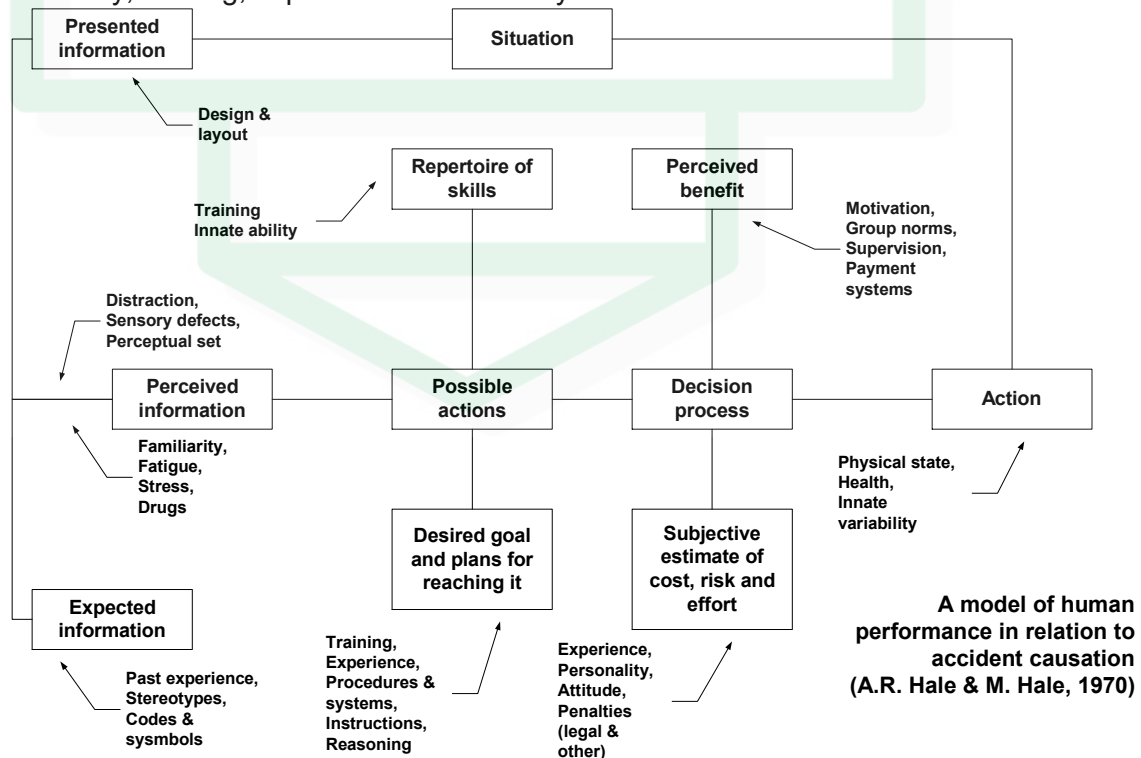 Presented
information
Situation
Design &
layout
Repertoire of
skills
Perceived
benefit
Training
Innate ability
Motivation,
Group norms,
Supervision,
Payment
systems
Distraction,
Sensory defects,
Perceptual set
Perceived
information
Possible
actions
Decision
process
Action
Familiarity,
Fatigue,
Stress,
Drugs
Physical state,
Health,
Innate
variability
Desired goal
and plans for
reaching it
Subjective
estimate of
cost, risk and
effort
Expected
information
A model of human
performance in relation to
accident causation
(A.R. Hale & M. Hale, 1970)
Past experience,
Stereotypes,
Codes &
sysmbols
Training,
Experience,
Procedures &
systems,
Instructions,
Reasoning
Experience,
Personality,
Attitude,
Penalties
(legal &
other)